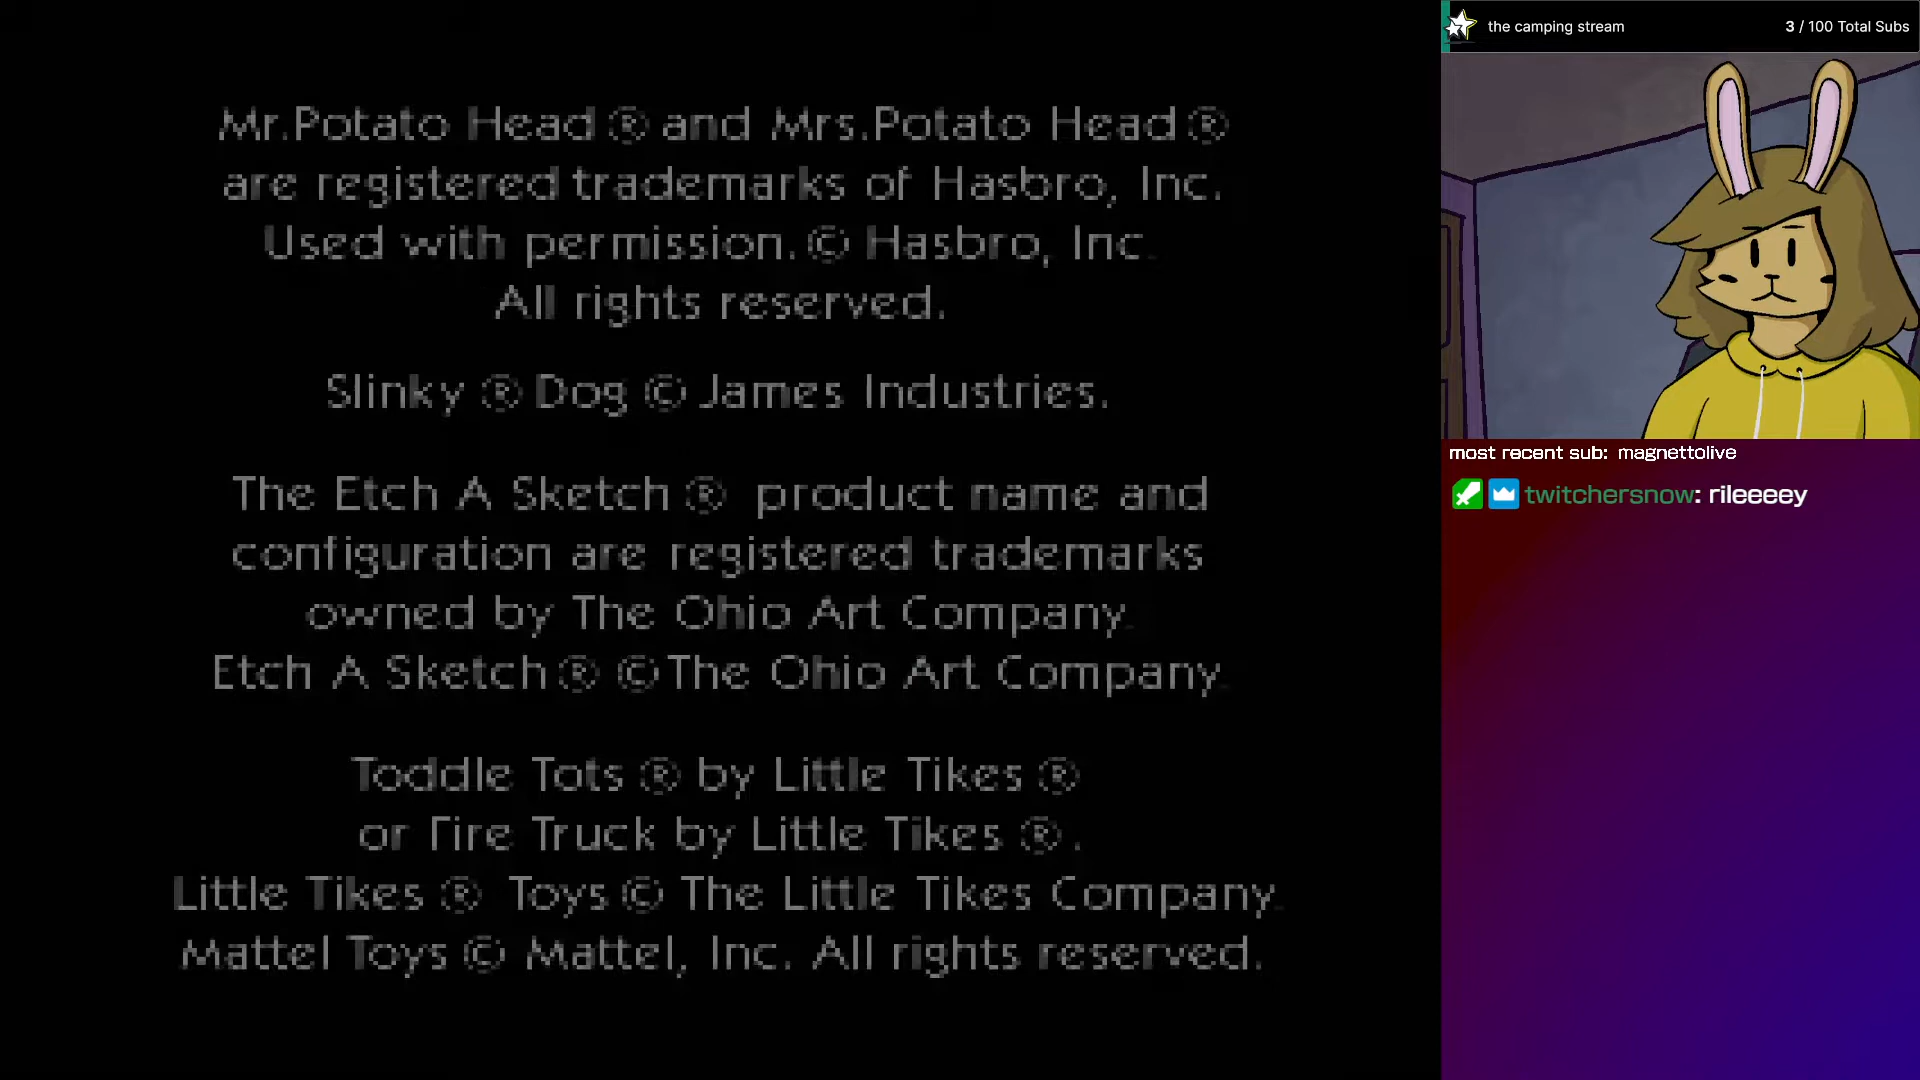 Mr.Potato Head ® and Mrs.Potato Head ®
are registered trademarks of Hasbro, Inc.
Used with permission. © Hasbro, Inc.
All rights reserved.
Slinky ® Dog © James Industries.
The Etch A Sketch ® product name and
configuration are registered trademarks
owned by The Ohio Art Company.
Etch A Sketch ® © The Ohio Art Company.
Toddle Tots ® by Little Tikes ®
or Fire Truck by Little Tikes ®.
Little Tikes ® Toys © The Little Tikes Company.
Mattel Toys © Mattel, Inc. All rights reserved.
the camping stream 3 / 100 Total Subs
most recent sub: magnettolive
twitchersnow: rileeeey